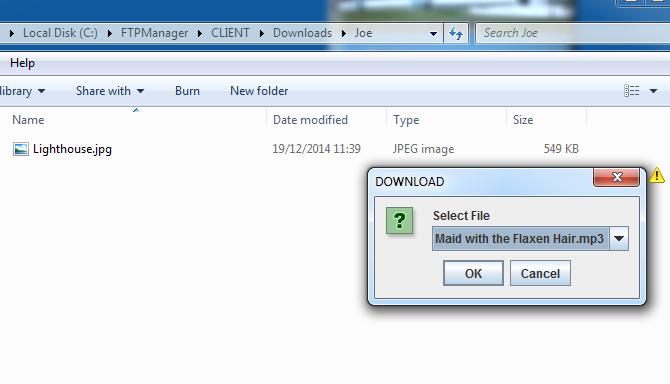 Local Disk (C:) FTPManager CLIENT Downloads Joe Search Joe
Help
library Share with Burn New folder
Name Date modified Type Size
Lighthouse.jpg 19/12/2014 11:39 JPEG image 549 KB
DOWNLOAD
?
Select File
Maid with the Flaxen Hair.mp3
OK Cancel